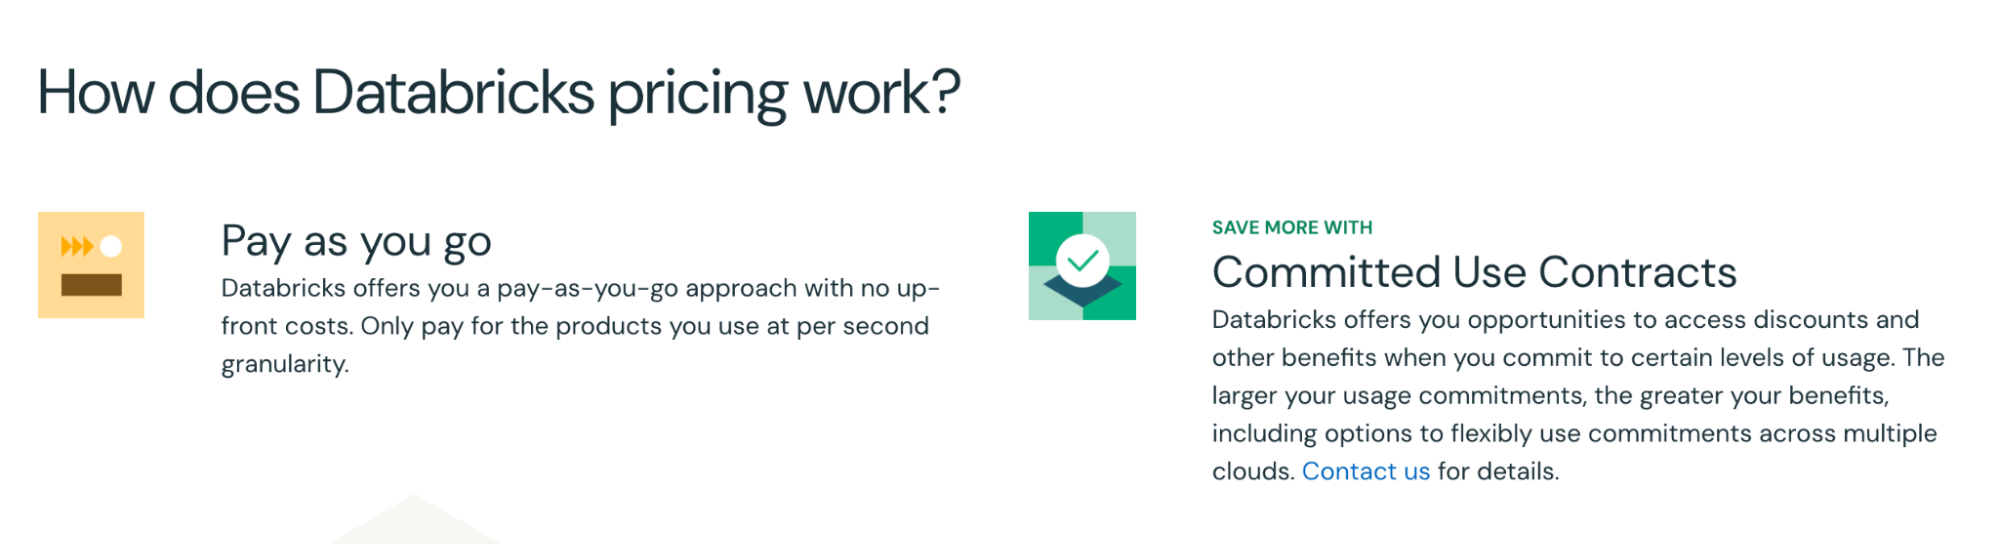 How does Databricks pricing work?
Pay as you go
Databricks offers you a pay-as-you-go approach with no up-
front costs. Only pay for the products you use at per second
granularity.
SAVE MORE WITH
Committed Use Contracts
Databricks offers you opportunities to access discounts and
other benefits when you commit to certain levels of usage. The
larger your usage commitments, the greater your benefits,
including options to flexibly use commitments across multiple
clouds. Contact us for details.